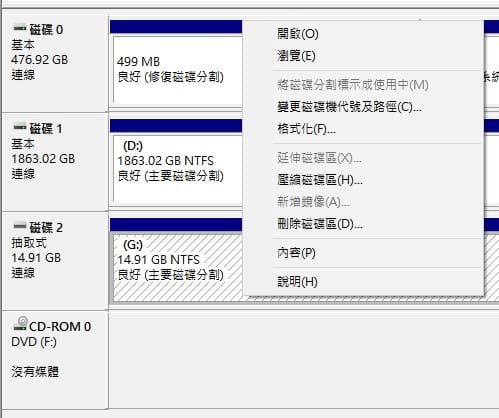 磁碟 0
基本
476.92 GB
連線
499 MB
良好 (修復磁碟分割)
系統
磁碟 1
基本
1863.02 GB
連線
(D:)
1863.02 GB NTFS
良好 (主要磁碟分割)
磁碟 2
抽取式
14.91 GB
連線
(G:)
14.91 GB NTFS
良好 (主要磁碟分割)
CD-ROM 0
DVD (F:)
沒有媒體
開啟(O)
瀏覽(E)
將磁碟分割標示成使用中(M)
變更磁碟機代號及路徑(C)...
格式化(F)...
延伸磁碟區(X)...
壓縮磁碟區(H)...
新增鏡像(A)...
刪除磁碟區(D)...
內容(P)
說明(H)